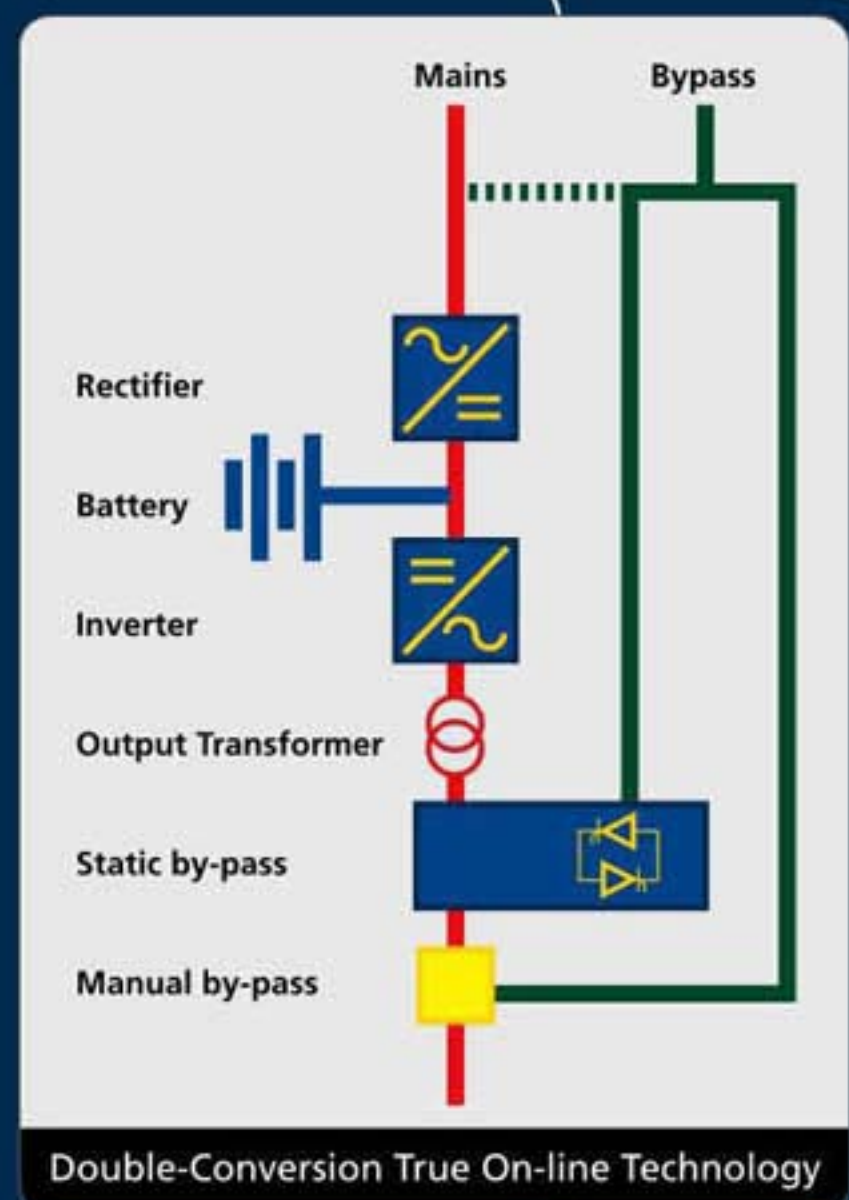 Mains
Bypass
Rectifier
Battery
Inverter
Output Transformer
Static by-pass
Manual by-pass
Double-Conversion True On-line Technology